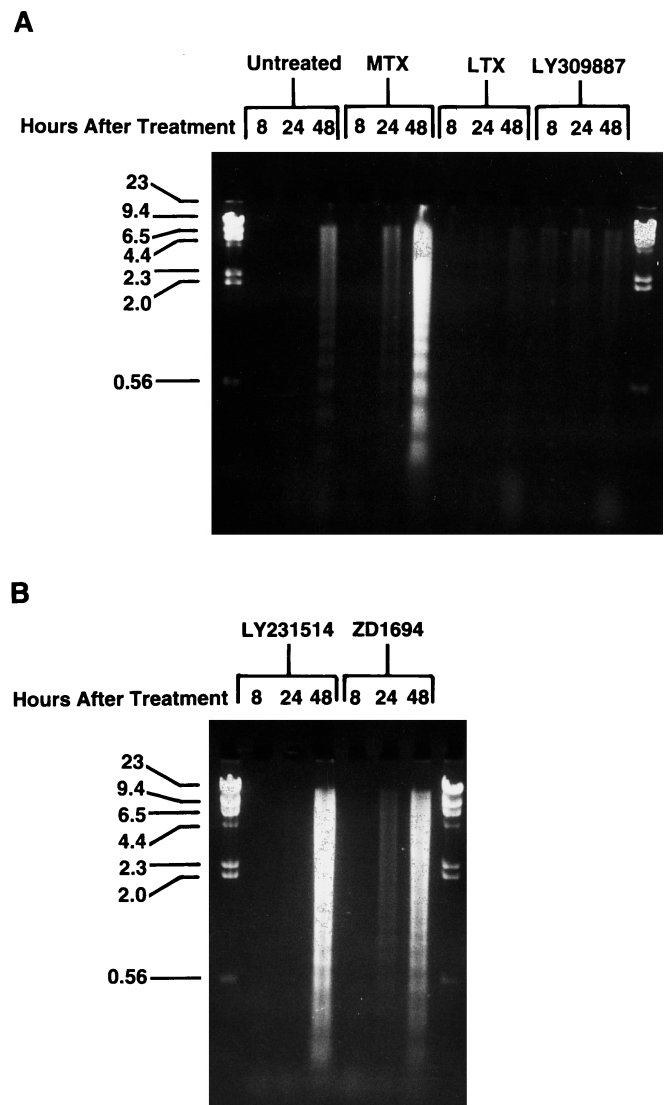 A
Untreated MTX LTX LY309887
Hours After Treatment 8 24 48 8 24 48 8 24 48 8 24 48
23
9.4
6.5
4.4
2.3
2.0
0.56
B
LY231514 ZD1694
Hours After Treatment 8 24 48 8 24 48
23
9.4
6.5
4.4
2.3
2.0
0.56